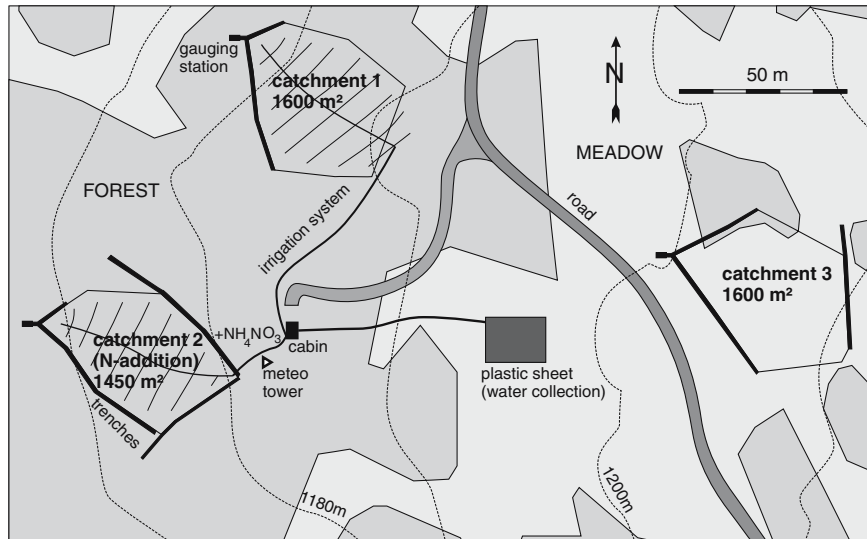 gauging
station
catchment 1
1600 m²
N
50 m
MEADOW
FOREST
road
irrigation system
catchment 3
1600 m²
+NH₄NO₃
catchment 2
(N-addition)
1450 m²
cabin
meteo
tower
plastic sheet
(water collection)
trenches
1180m
1200m